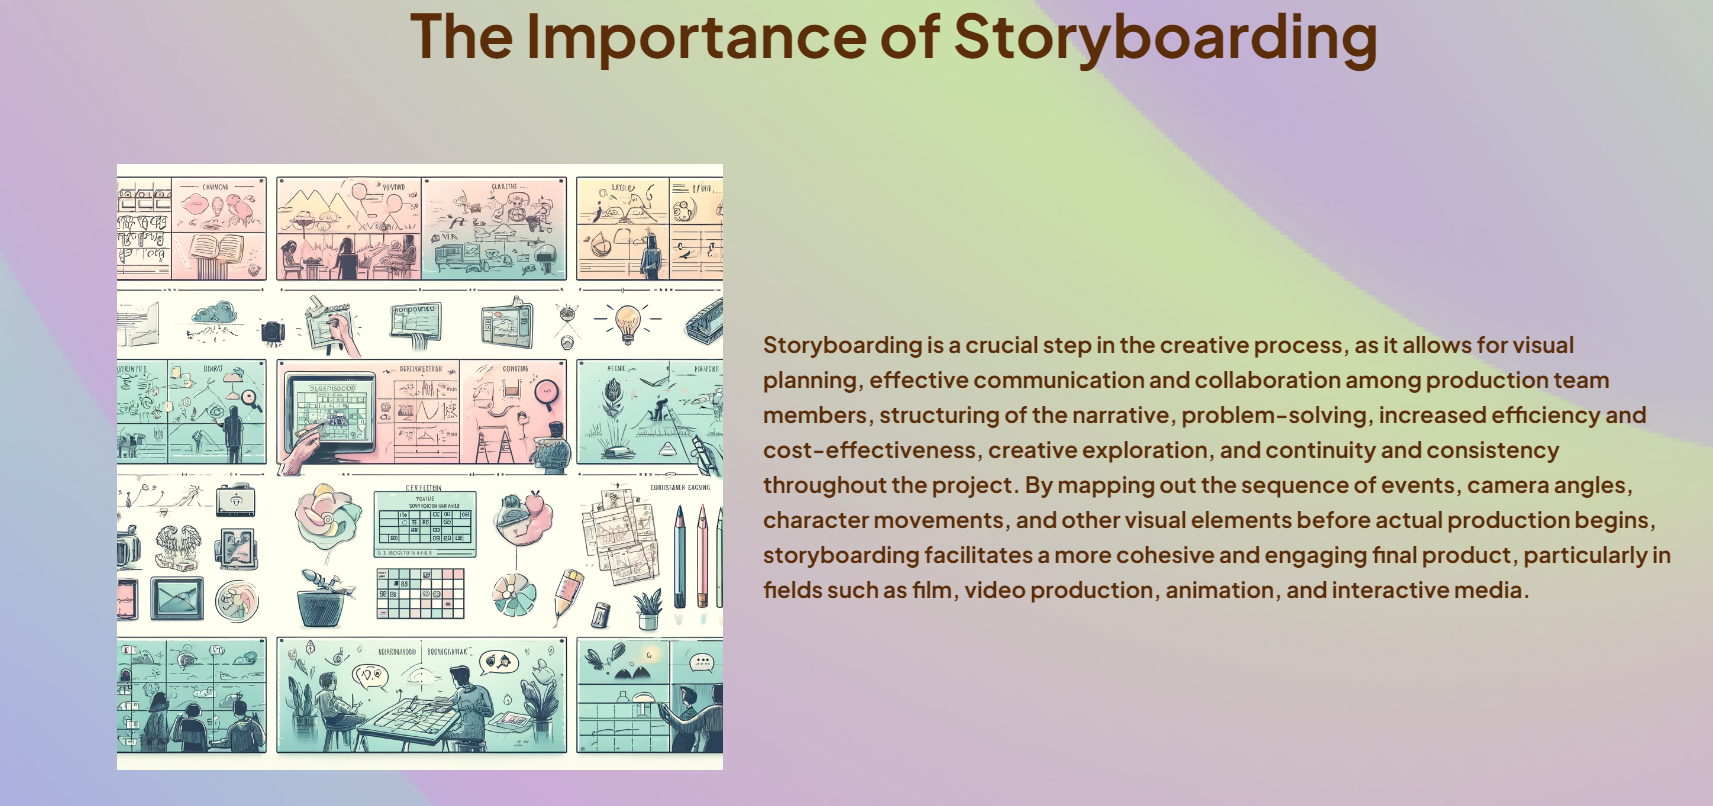 The Importance of Storyboarding
Storyboarding is a crucial step in the creative process, as it allows for visual
planning, effective communication and collaboration among production team
members, structuring of the narrative, problem-solving, increased efficiency and
cost-effectiveness, creative exploration, and continuity and consistency
throughout the project. By mapping out the sequence of events, camera angles,
character movements, and other visual elements before actual production begins,
storyboarding facilitates a more cohesive and engaging final product, particularly in
fields such as film, video production, animation, and interactive media.